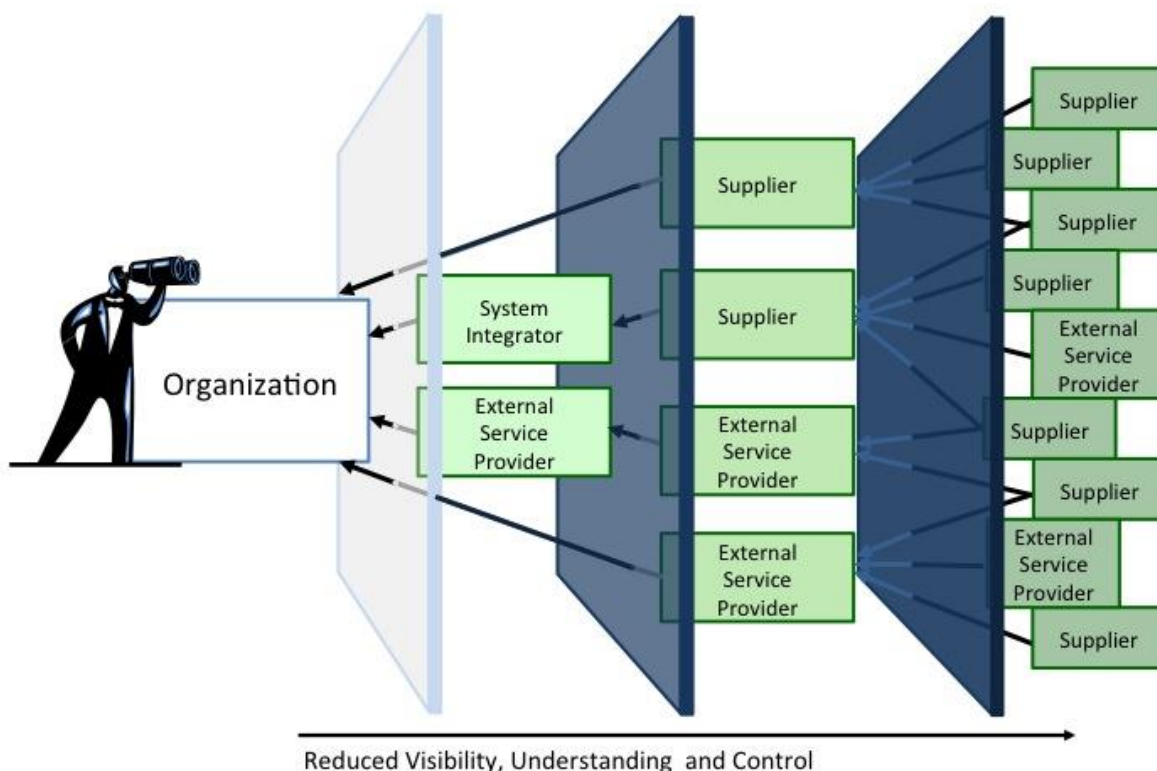 Organization
System
Integrator
External
Service
Provider
Supplier
Supplier
External
Service
Provider
External
Service
Provider
Supplier
Supplier
Supplier
Supplier
External
Service
Provider
Supplier
Supplier
External
Service
Provider
Supplier
Reduced Visibility, Understanding and Control